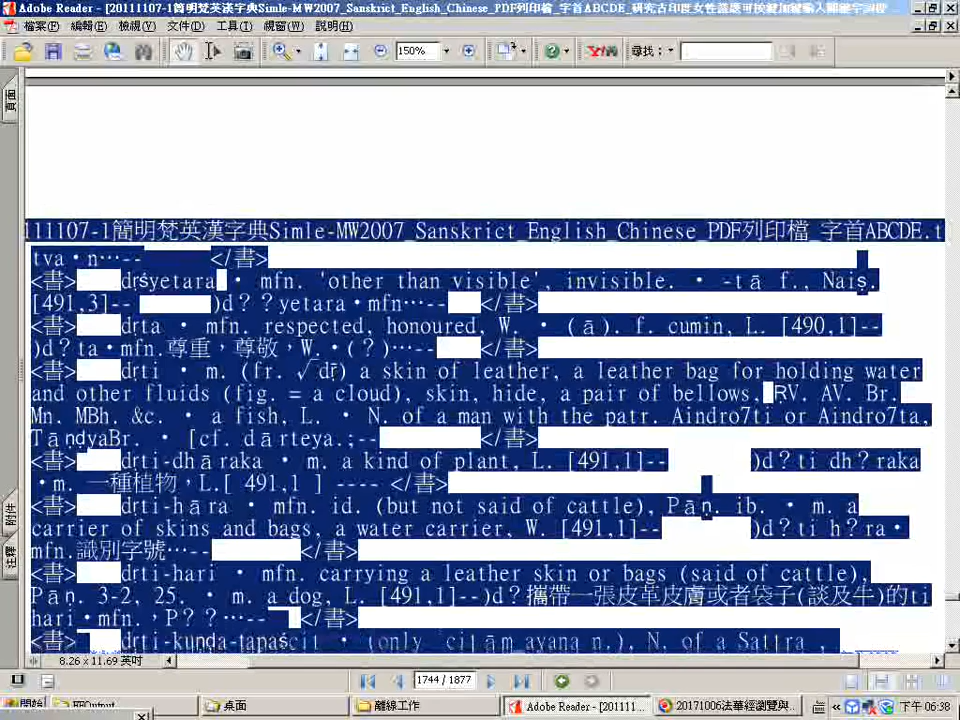 Adobe Reader - [20111107-1簡明梵英漢字典Simle-MW2007_Sanskrict_English_Chinese_PDF列印檔_字首ABCDE_研究古印度女性
檔案(F) 編輯(E) 檢視(V) 文件(D) 工具(T) 視窗(W) 說明(H)
150% 尋找:
頁面
附件
註釋
111107-1簡明梵英漢字典Simle-MW2007_Sanskrict_English_Chinese_PDF列印檔_字首ABCDE.t
tva‧n…-- </書>
<書> dṛśyetara ‧ mfn. 'other than visible', invisible. ‧ -tā f., Naiṣ.
[491,3]-- )d??yetara‧mfn…-- </書>
<書> dṛta ‧ mfn. respected, honoured, W. ‧ (ā). f. cumin, L. [490,1]--
)d?ta‧mfn.尊重,尊敬,W.‧(?)…-- </書>
<書> dṛti ‧ m. (fr. √dṝ) a skin of leather, a leather bag for holding water
and other fluids (fig. = a cloud), skin, hide, a pair of bellows, RV. AV. Br.
Mn. MBh. &c. ‧ a fish, L. ‧ N. of a man with the patr. Aindro7ti or Aindro7ta,
TāṇḍyaBr. ‧ [cf. dārteya.;-- </書>
<書> dṛti-dhāraka ‧ m. a kind of plant, L. [491,1]-- )d?ti dh?raka
‧m. 一種植物,L.[ 491,1 ] ---- </書>
<書> dṛti-hāra ‧ mfn. id. (but not said of cattle), Pāṇ. ib. ‧ m. a
carrier of skins and bags, a water carrier, W. [491,1]-- )d?ti h?ra‧
mfn.識別字號…-- </書>
<書> dṛti-hari ‧ mfn. carrying a leather skin or bags (said of cattle),
Pāṇ. 3-2, 25. ‧ m. a dog, L. [491,1]--)d?攜帶一張皮革皮膚或者袋子(談及牛)的ti
hari‧mfn, P??…-- </書>
<書> dṛti-kuṇḍa-tapaścit ‧ (only °citām ayana n.), N. of a Sattra ,
8.26 x 11.69 英吋
1744 / 1877
開始 FFOutput 桌面 離線工作 Adobe Reader - [201111... 20171006法華經瀏覽與... 下午 06:38